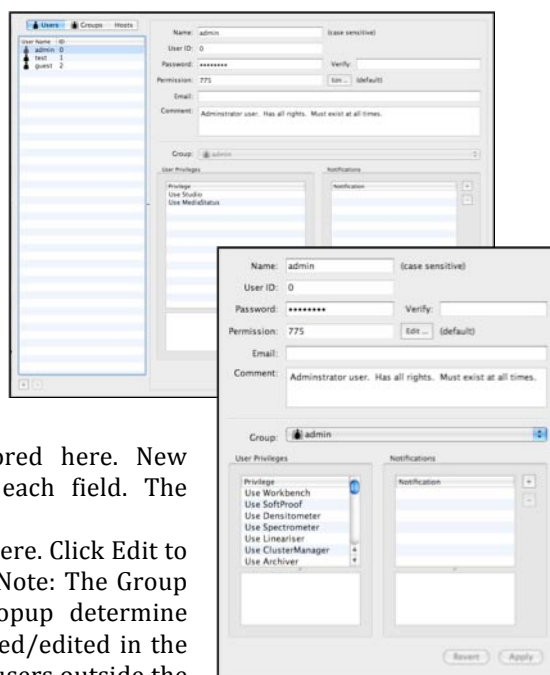 Users Groups Hosts
User Name ID
admin 0
test 1
guest 2
Name: admin (case sensitive)
User ID: 0
Password: •••••••• Verify:
Permission: 775 Edit ... (default)
Email:
Comment: Adminstrator user. Has all rights. Must exist at all times.
Group: admin
User Privileges Notifications
Privilege Notification
Use Studio
Use MediaStatus
Name: admin (case sensitive)
User ID: 0
Password: •••••••• Verify:
Permission: 775 Edit ... (default)
Email:
Comment: Adminstrator user. Has all rights. Must exist at all times.
Group: admin
User Privileges Notifications
Privilege Notification
Use Workbench
Use SoftProof
Use Densitometer
Use Spectrometer
Use Lineariser
Use ClusterManager
Use Archiver
Revert Apply
ored here. New
each field. The
ere. Click Edit to
Note: The Group
opup determine
ed/edited in the
users outside the